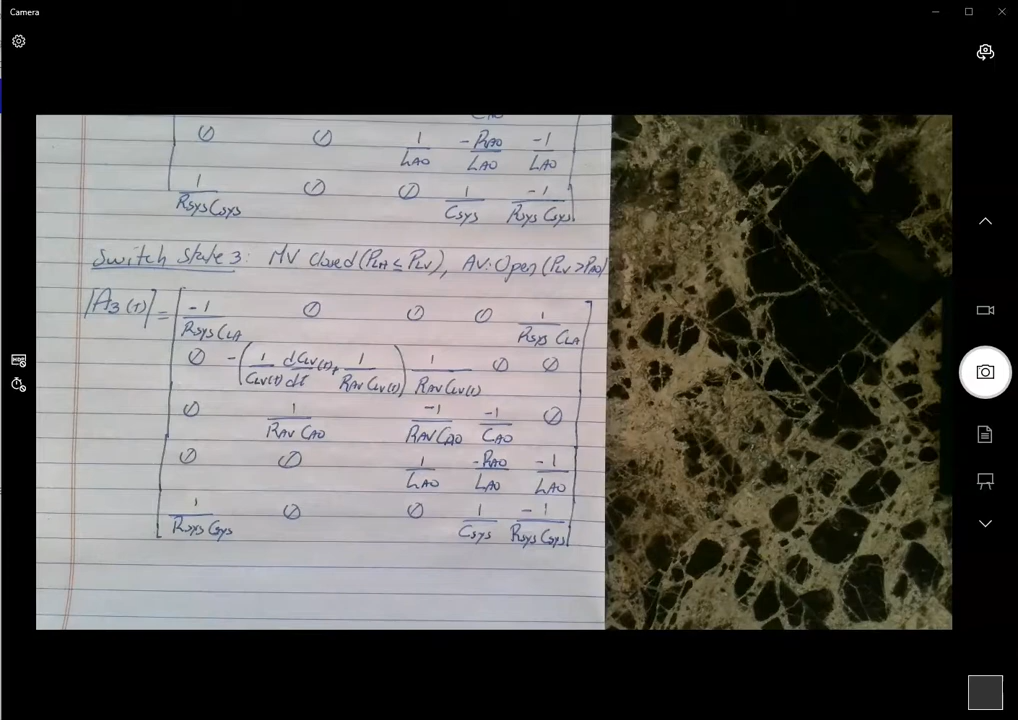 Camera
CAO
∅ ∅ 1/LAO -RAO/LAO -1/LAO
1/RsysCsys ∅ ∅ 1/Csys -1/Rsys Csys
Switch State 3: MV Closed (PLA ≤ PLV), AV: Open (PLV > PAO)
[A3(T)] = -1/Rsys CLA ∅ ∅ ∅ 1/Rsys CLA
∅ -(1/CLV(t) dCLV(t)/dt + 1/RAV CLV(t)) 1/RAV CLV(t) ∅ ∅
∅ 1/RAV CAO -1/RAV CAO -1/CAO ∅
∅ ∅ 1/LAO -RAO/LAO -1/LAO
1/Rsys Csys ∅ ∅ 1/Csys -1/Rsys Csys